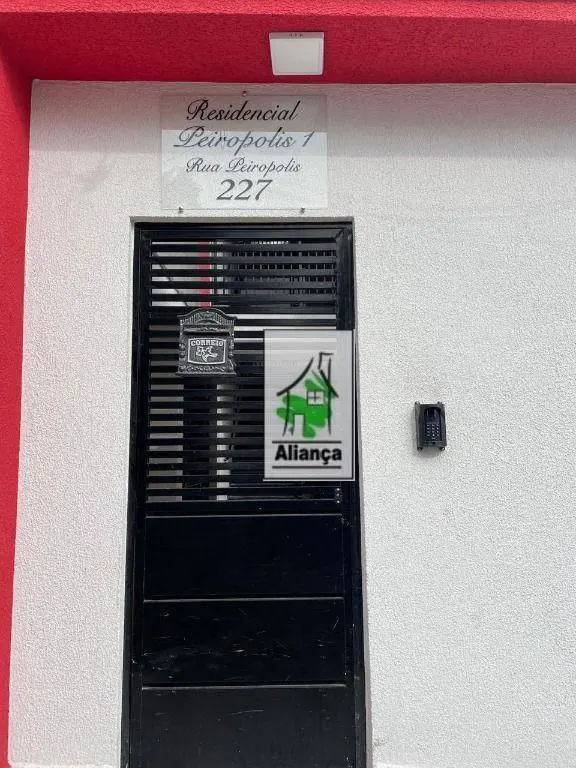 Residencial
Peiropolis 1
Rua Peiropolis
227
CORREIO
Aliança